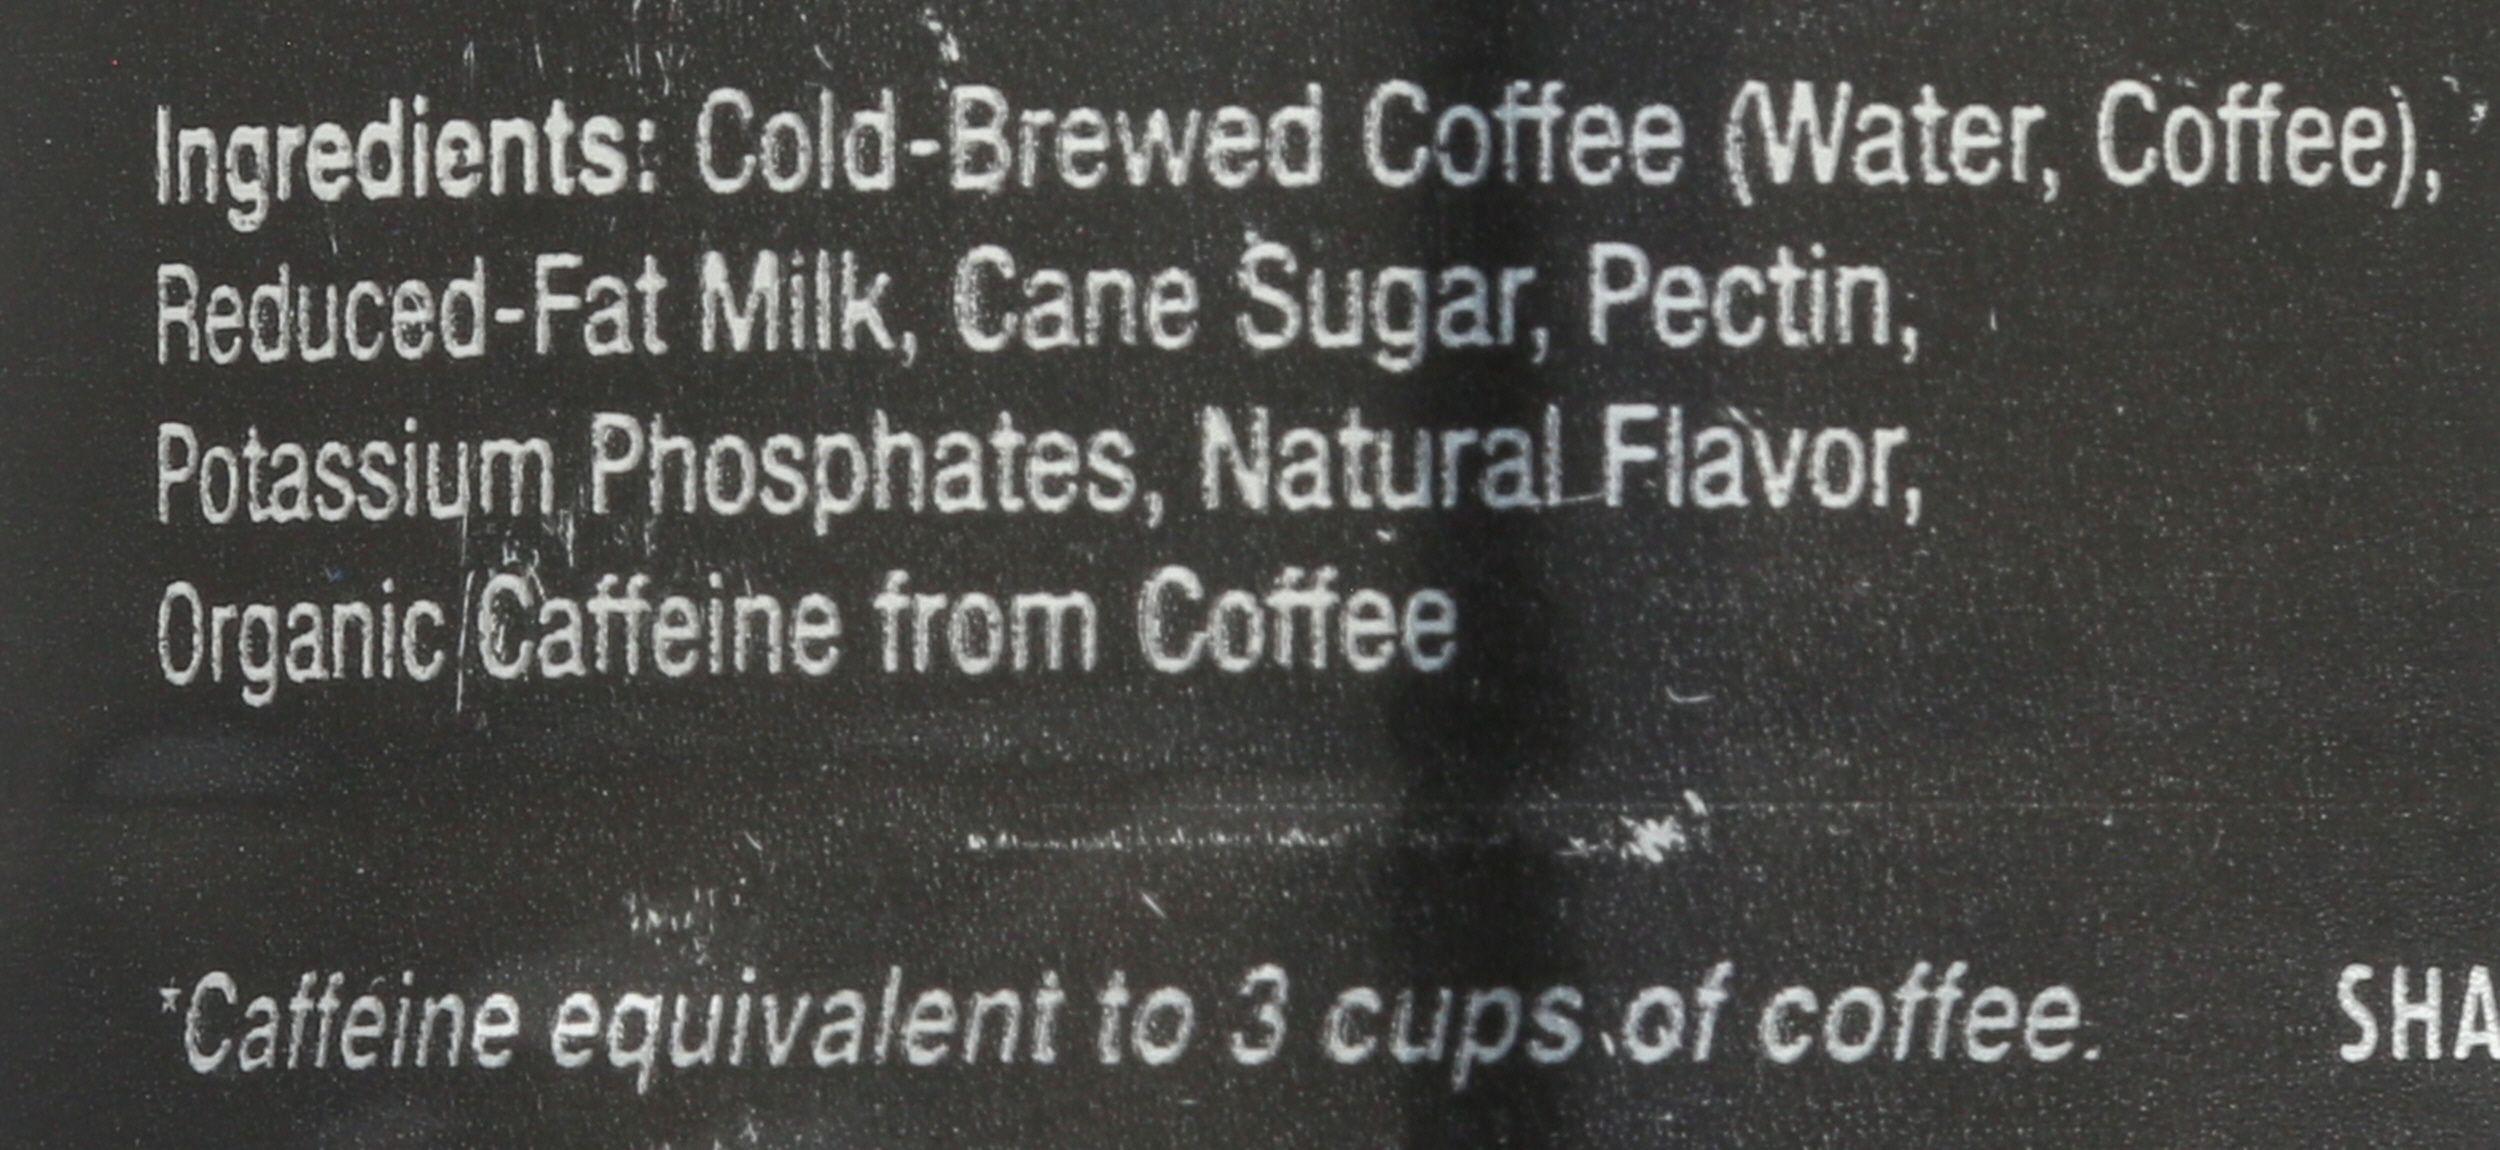 Ingredients: Cold-Brewed Coffee (Water, Coffee),
Reduced-Fat Milk, Cane Sugar, Pectin,
Potassium Phosphates, Natural Flavor,
Organic Caffeine from Coffee
*Caffeine equivalent to 3 cups of coffee.
SHA